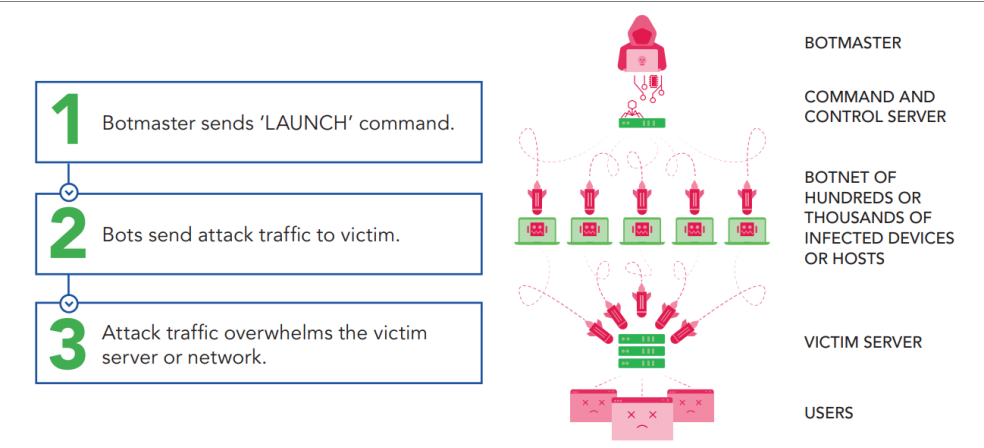 1
Botmaster sends ‘LAUNCH’ command.
2
Bots send attack traffic to victim.
3
Attack traffic overwhelms the victim
server or network.
BOTMASTER
COMMAND AND
CONTROL SERVER
BOTNET OF
HUNDREDS OR
THOUSANDS OF
INFECTED DEVICES
OR HOSTS
VICTIM SERVER
USERS